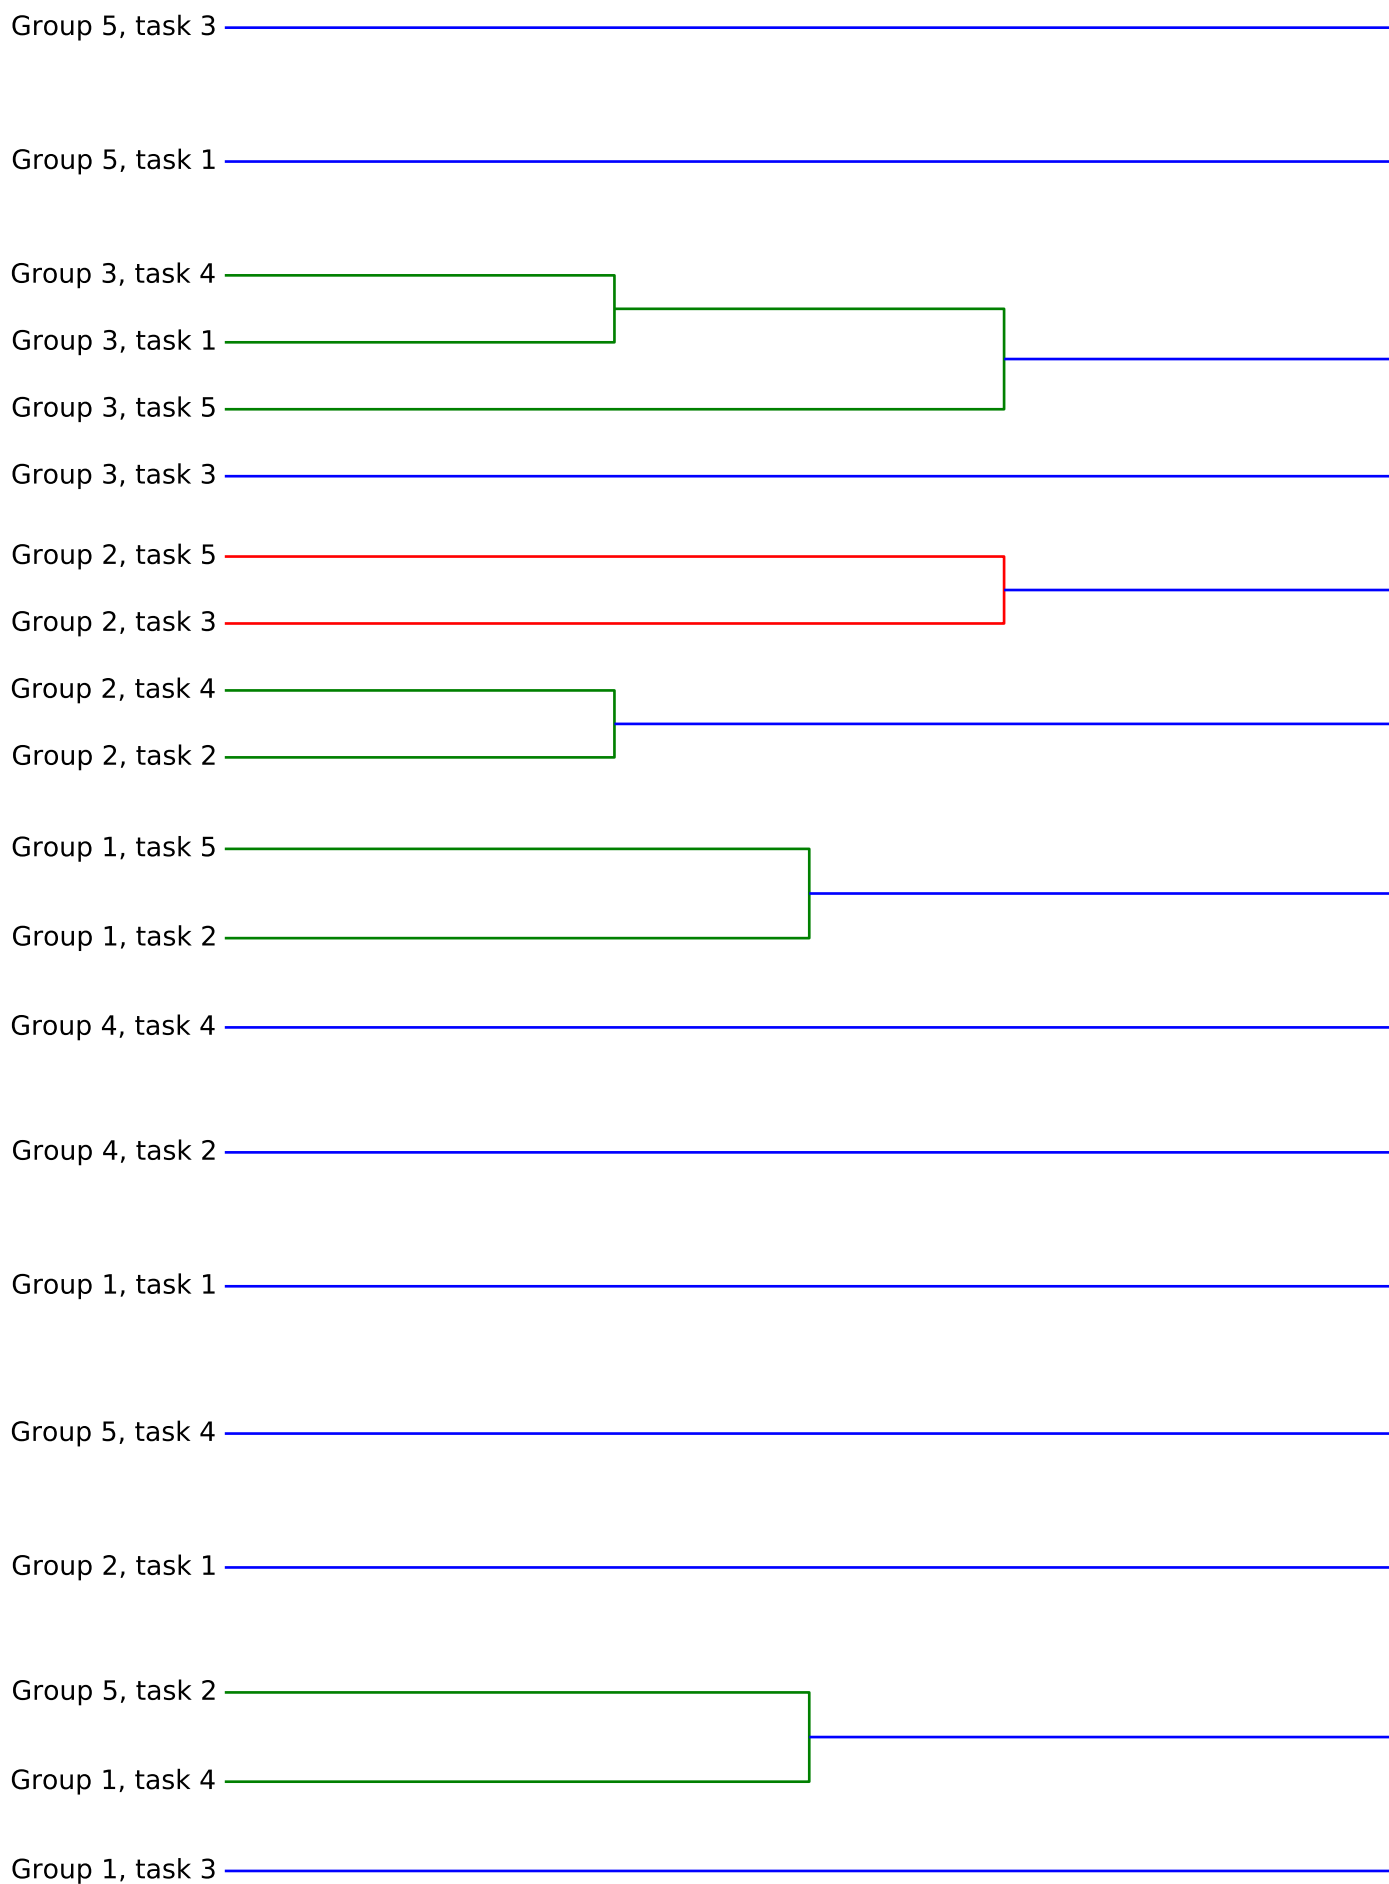 Group 5, task 3
Group 5, task 1
Group 3, task 4
Group 3, task 1
Group 3, task 5
Group 3, task 3
Group 2, task 5
Group 2, task 3
Group 2, task 4
Group 2, task 2
Group 1, task 5
Group 1, task 2
Group 4, task 4
Group 4, task 2
Group 1, task 1
Group 5, task 4
Group 2, task 1
Group 5, task 2
Group 1, task 4
Group 1, task 3